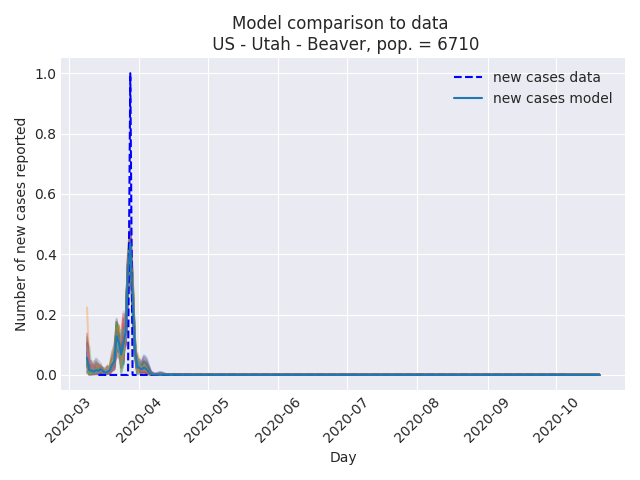 Model comparison to data
US - Utah - Beaver, pop. = 6710
new cases data
new cases model
Number of new cases reported
1.0
0.8
0.6
0.4
0.2
0.0
2020-03
2020-04
2020-05
2020-06
2020-07
2020-08
2020-09
2020-10
Day